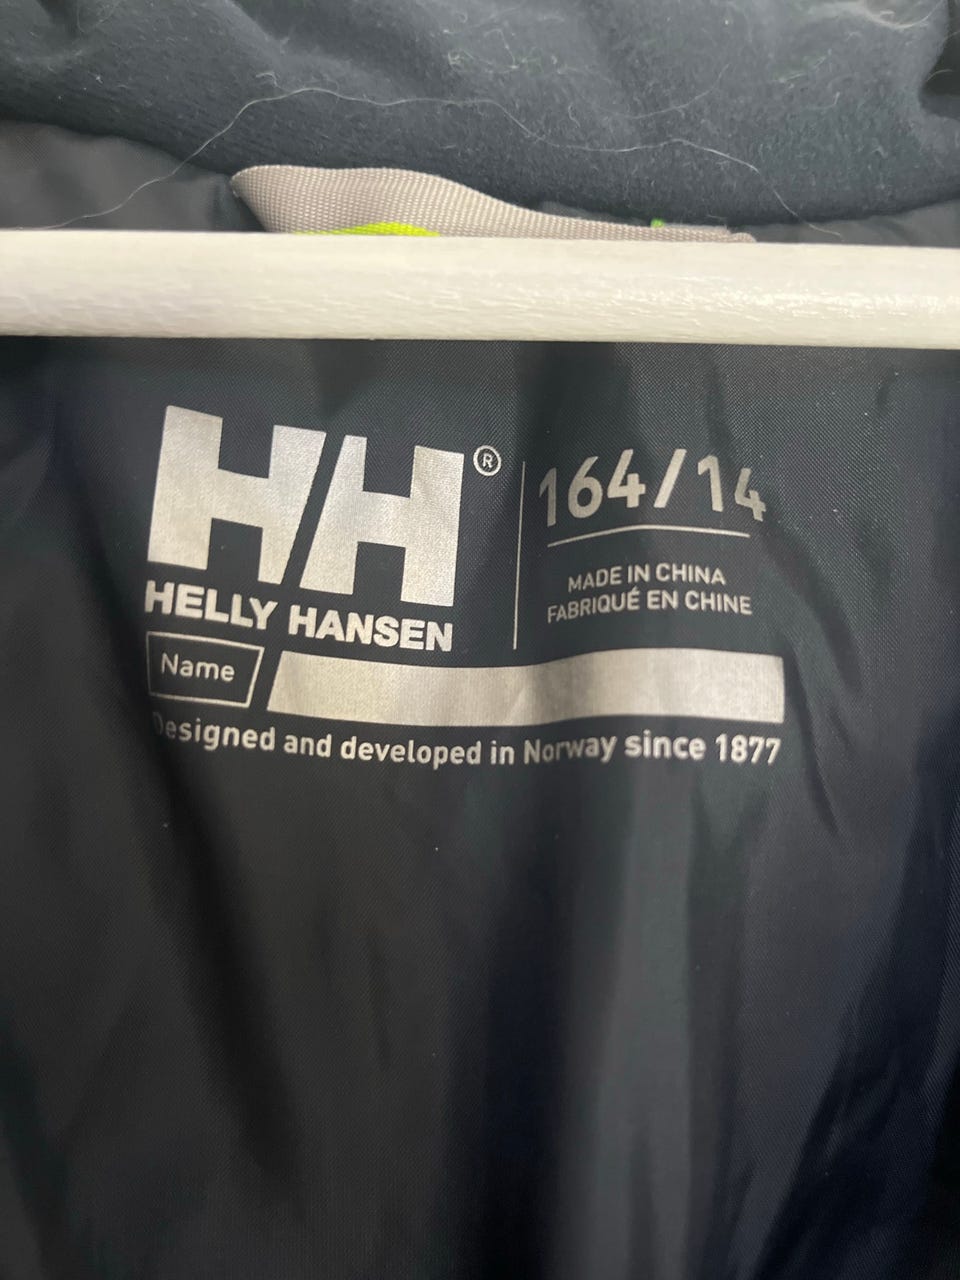 HH®
HELLY HANSEN
164/14
MADE IN CHINA
FABRIQUÉ EN CHINE
Name
Designed and developed in Norway since 1877